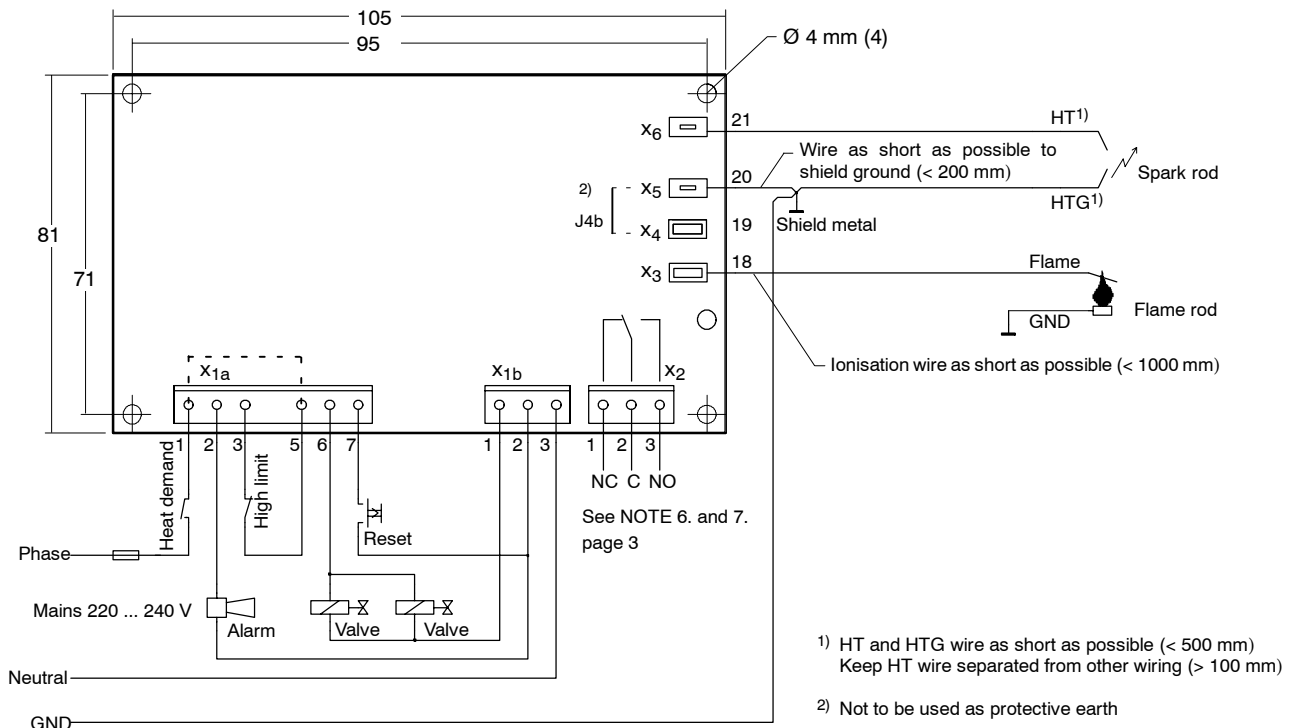 105
95
Ø 4 mm (4)
x6
21
HT1)
Wire as short as possible to
shield ground (< 200 mm)
Spark rod
2)
x5
20
HTG1)
J4b
x4
19
Shield metal
81
71
x3
18
Flame
GND
Flame rod
Ionisation wire as short as possible (< 1000 mm)
x1a
x1b
x2
1 2 3 5 6 7
1 2 3
1 2 3
Heat demand
High limit
NC C NO
See NOTE 6. and 7.
page 3
Reset
Phase
Mains 220 ... 240 V
Alarm
Valve
Valve
1) HT and HTG wire as short as possible (< 500 mm)
Keep HT wire separated from other wiring (> 100 mm)
Neutral
2) Not to be used as protective earth
GND